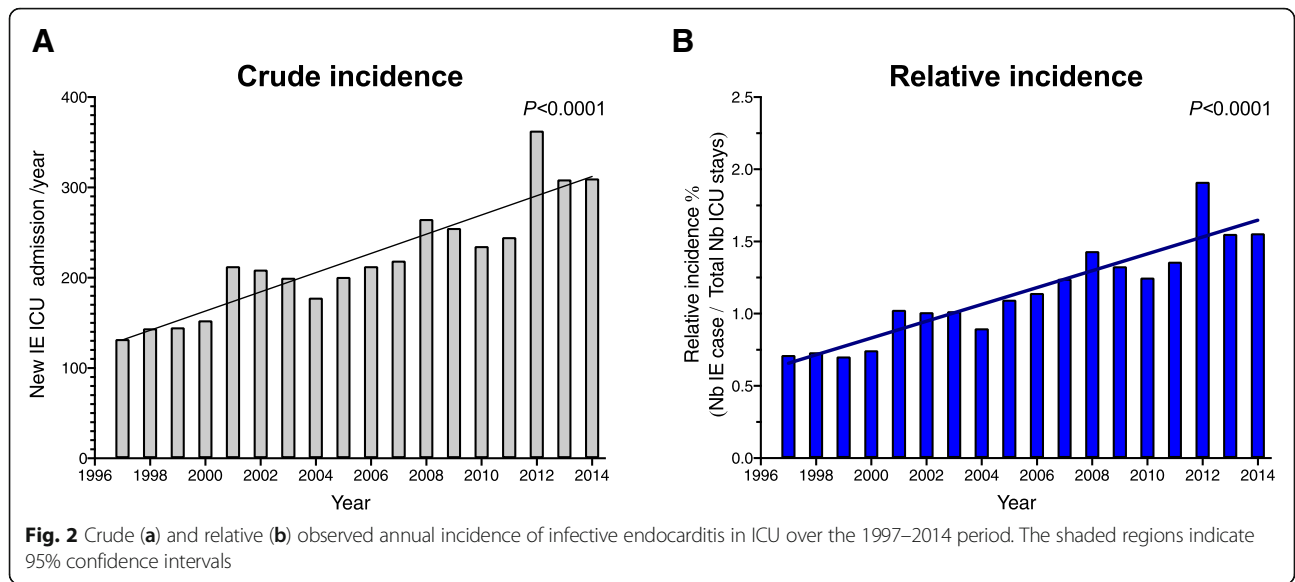 A
Crude incidence
P<0.0001
New IE ICU admission /year
400
300
200
100
0
1996 1998 2000 2002 2004 2006 2008 2010 2012 2014
Year
B
Relative incidence
P<0.0001
Relative incidence %
(Nb IE case / Total Nb ICU stays)
2.5
2.0
1.5
1.0
0.5
0.0
1996 1998 2000 2002 2004 2006 2008 2010 2012 2014
Year
Fig. 2 Crude (a) and relative (b) observed annual incidence of infective endocarditis in ICU over the 1997–2014 period. The shaded regions indicate
95% confidence intervals